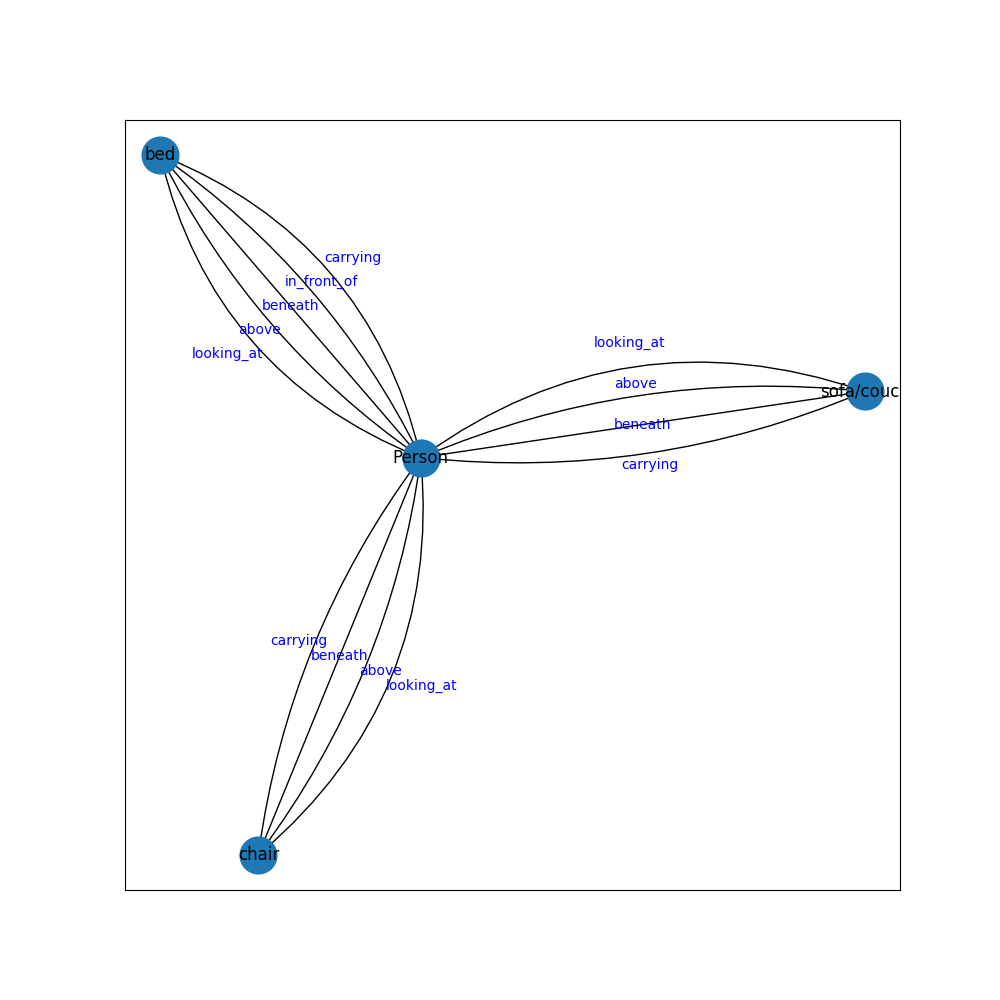 bed
carrying
in_front_of
beneath
above
looking_at
looking_at
above
sofa/couc
beneath
Person
carrying
carrying
beneath
above
looking_at
chair